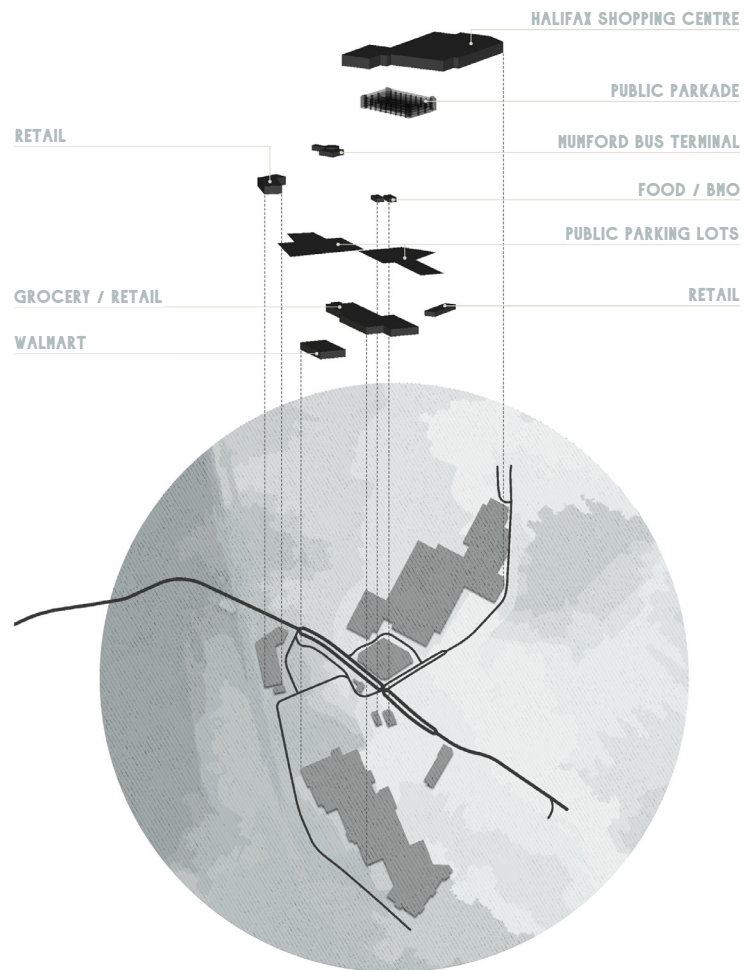 HALIFAX SHOPPING CENTRE
PUBLIC PARKADE
RETAIL
MUMFORD BUS TERMINAL
FOOD / BMO
PUBLIC PARKING LOTS
GROCERY / RETAIL
RETAIL
WALMART